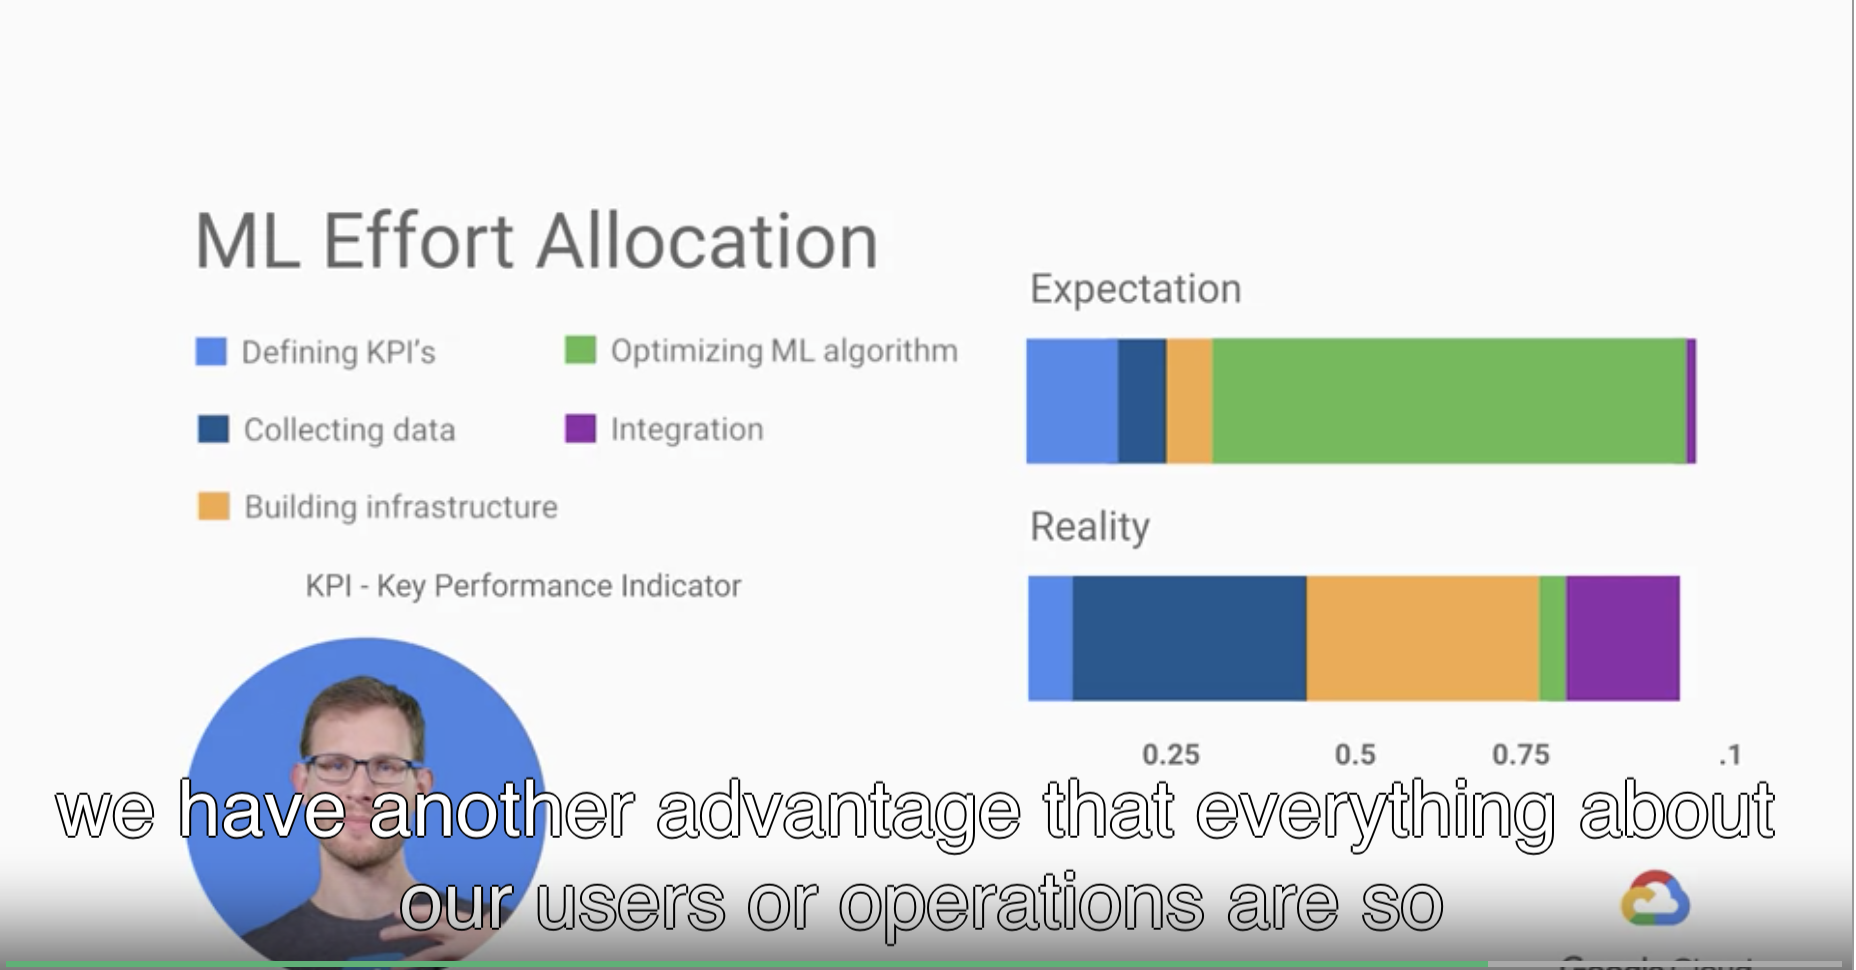 ML Effort Allocation
Defining KPI's
Optimizing ML algorithm
Collecting data
Integration
Building infrastructure
KPI - Key Performance Indicator
Expectation
Reality
0.25 0.5 0.75 .1
we have another advantage that everything about
our users or operations are so
Google Cloud